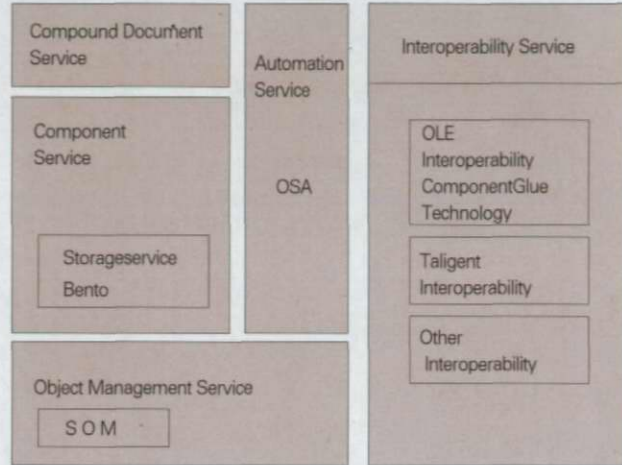 Compound Document
Service
Component
Service
Storageservice
Bento
Automation
Service
OSA
Object Management Service
SOM
Interoperability Service
OLE
Interoperability
ComponentGlue
Technology
Taligent
Interoperability
Other
Interoperability